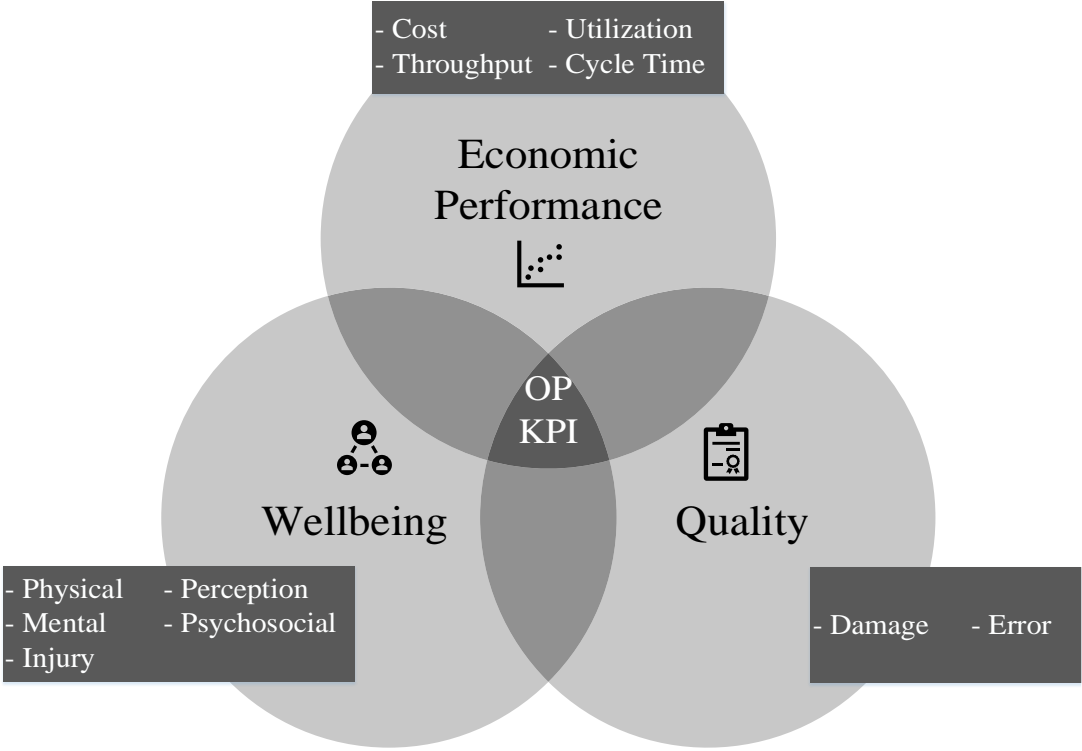 - Cost - Utilization
- Throughput - Cycle Time
Economic
Performance
OP
KPI
Wellbeing
Quality
- Physical - Perception
- Mental - Psychosocial
- Injury
- Damage - Error